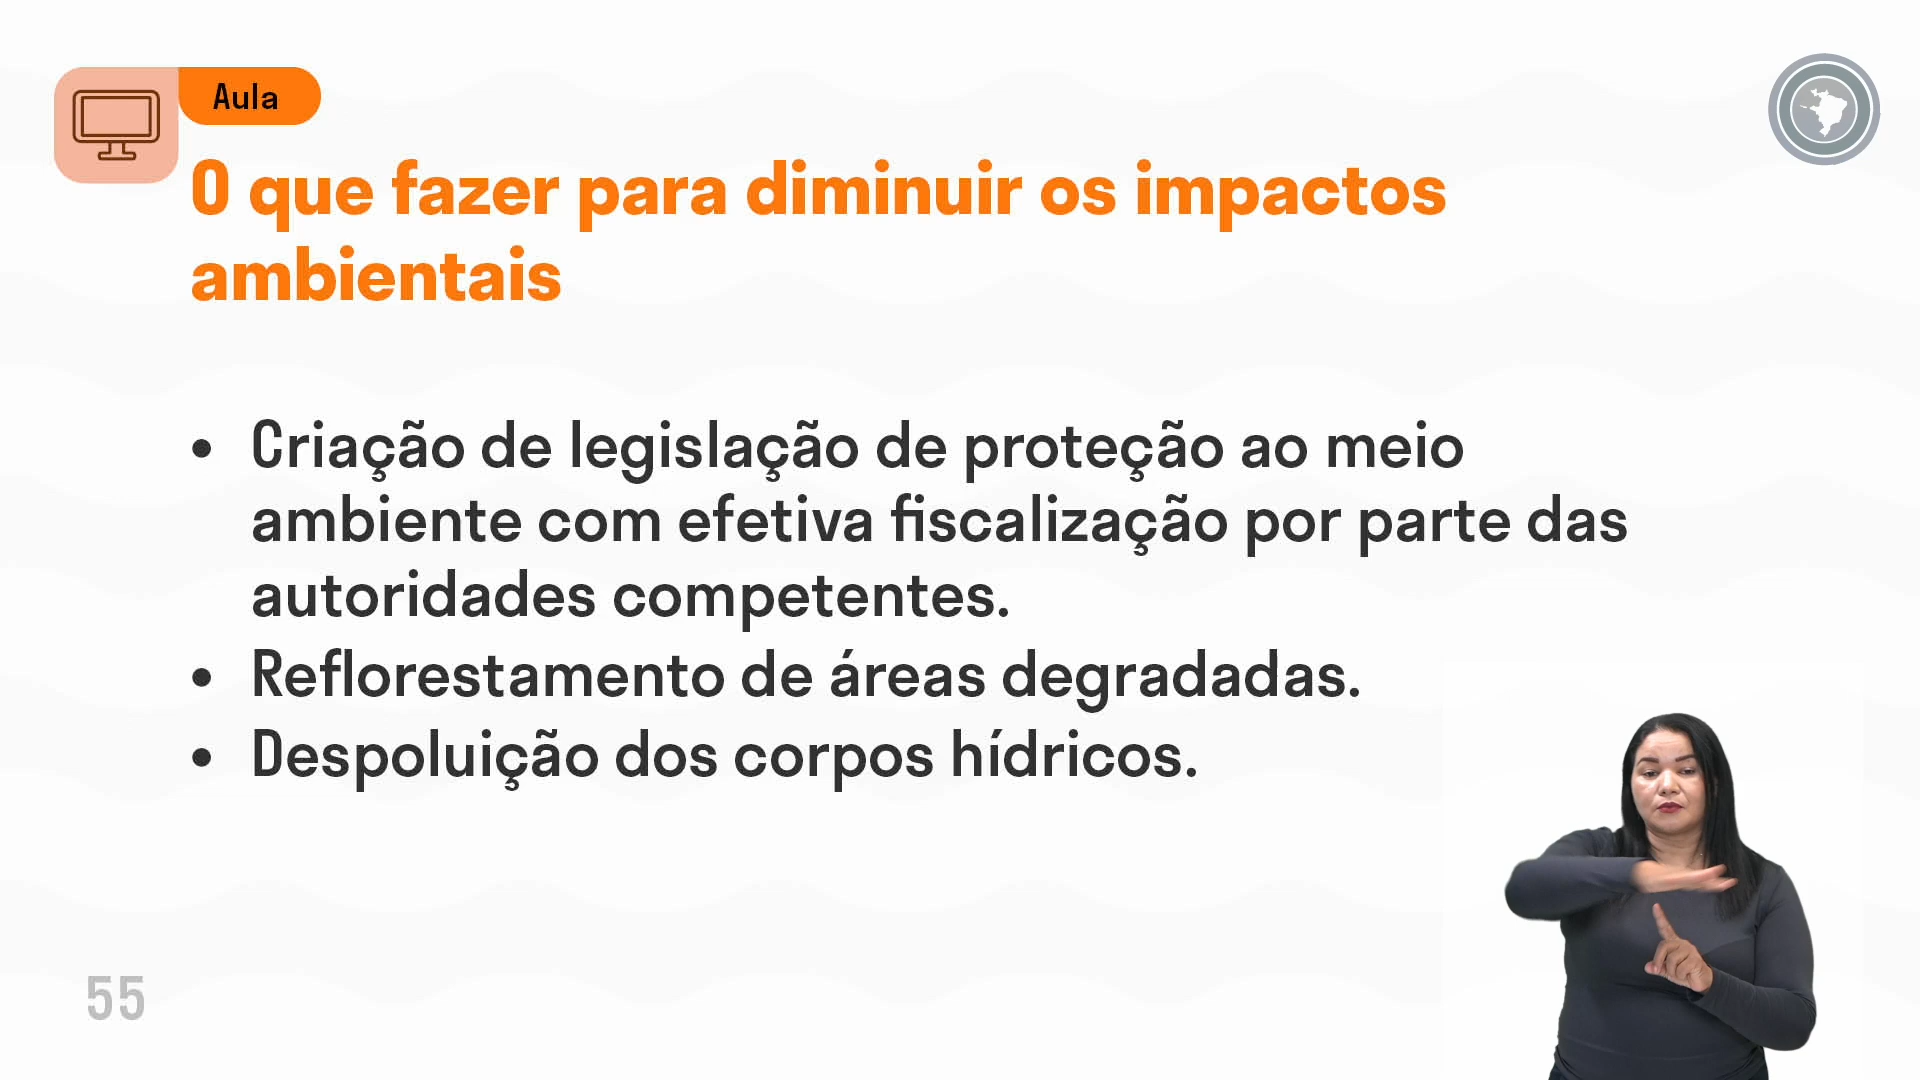 Aula
O que fazer para diminuir os impactos
ambientais
• Criação de legislação de proteção ao meio
ambiente com efetiva fiscalização por parte das
autoridades competentes.
• Reflorestamento de áreas degradadas.
• Despoluição dos corpos hídricos.
55